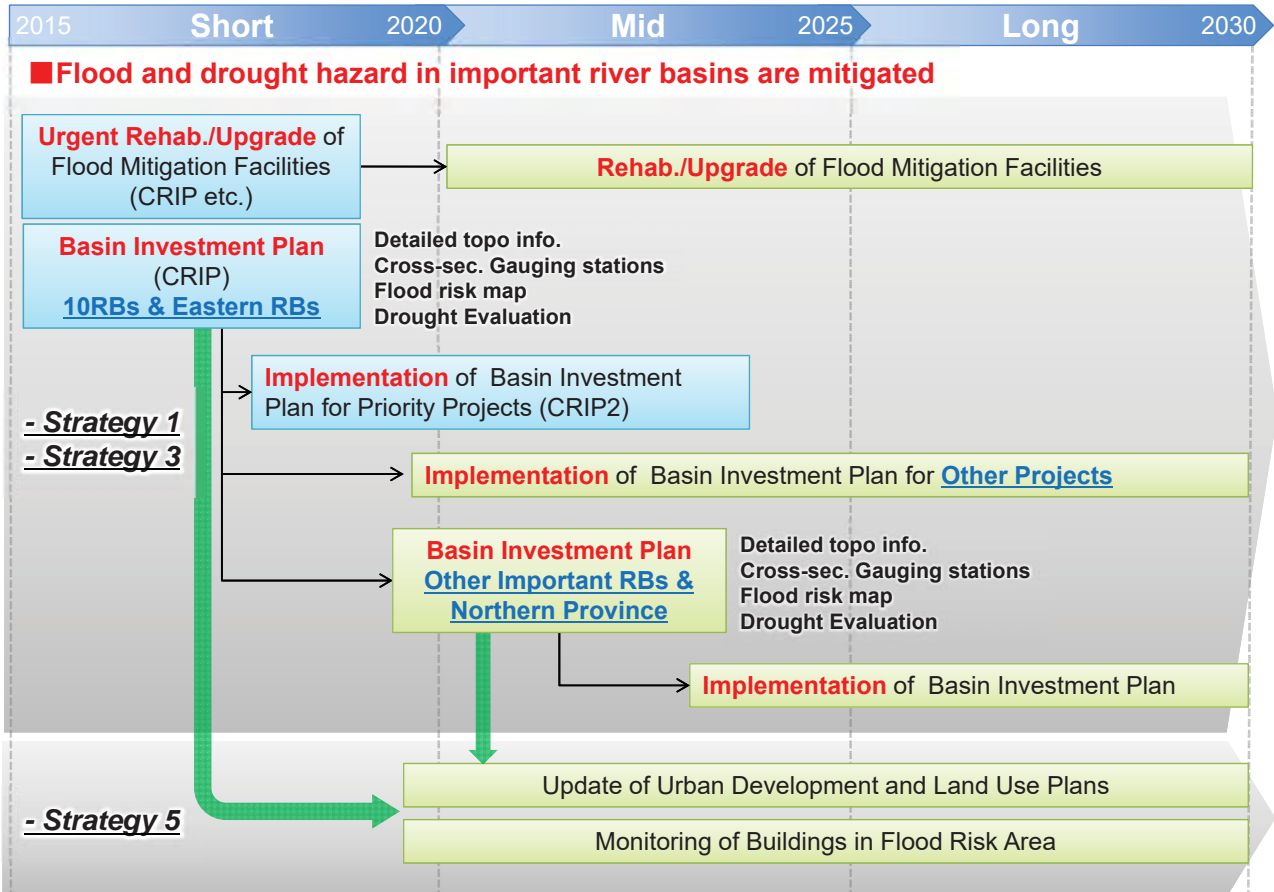 2015 Short 2020 Mid 2025 Long 2030
■Flood and drought hazard in important river basins are mitigated
Urgent Rehab./Upgrade of
Flood Mitigation Facilities
(CRIP etc.)
Rehab./Upgrade of Flood Mitigation Facilities
Basin Investment Plan
(CRIP)
10RBs & Eastern RBs
Detailed topo info.
Cross-sec. Gauging stations
Flood risk map
Drought Evaluation
Implementation of Basin Investment
Plan for Priority Projects (CRIP2)
- Strategy 1
- Strategy 3
Implementation of Basin Investment Plan for Other Projects
Basin Investment Plan
Other Important RBs &
Northern Province
Detailed topo info.
Cross-sec. Gauging stations
Flood risk map
Drought Evaluation
Implementation of Basin Investment Plan
Update of Urban Development and Land Use Plans
- Strategy 5
Monitoring of Buildings in Flood Risk Area